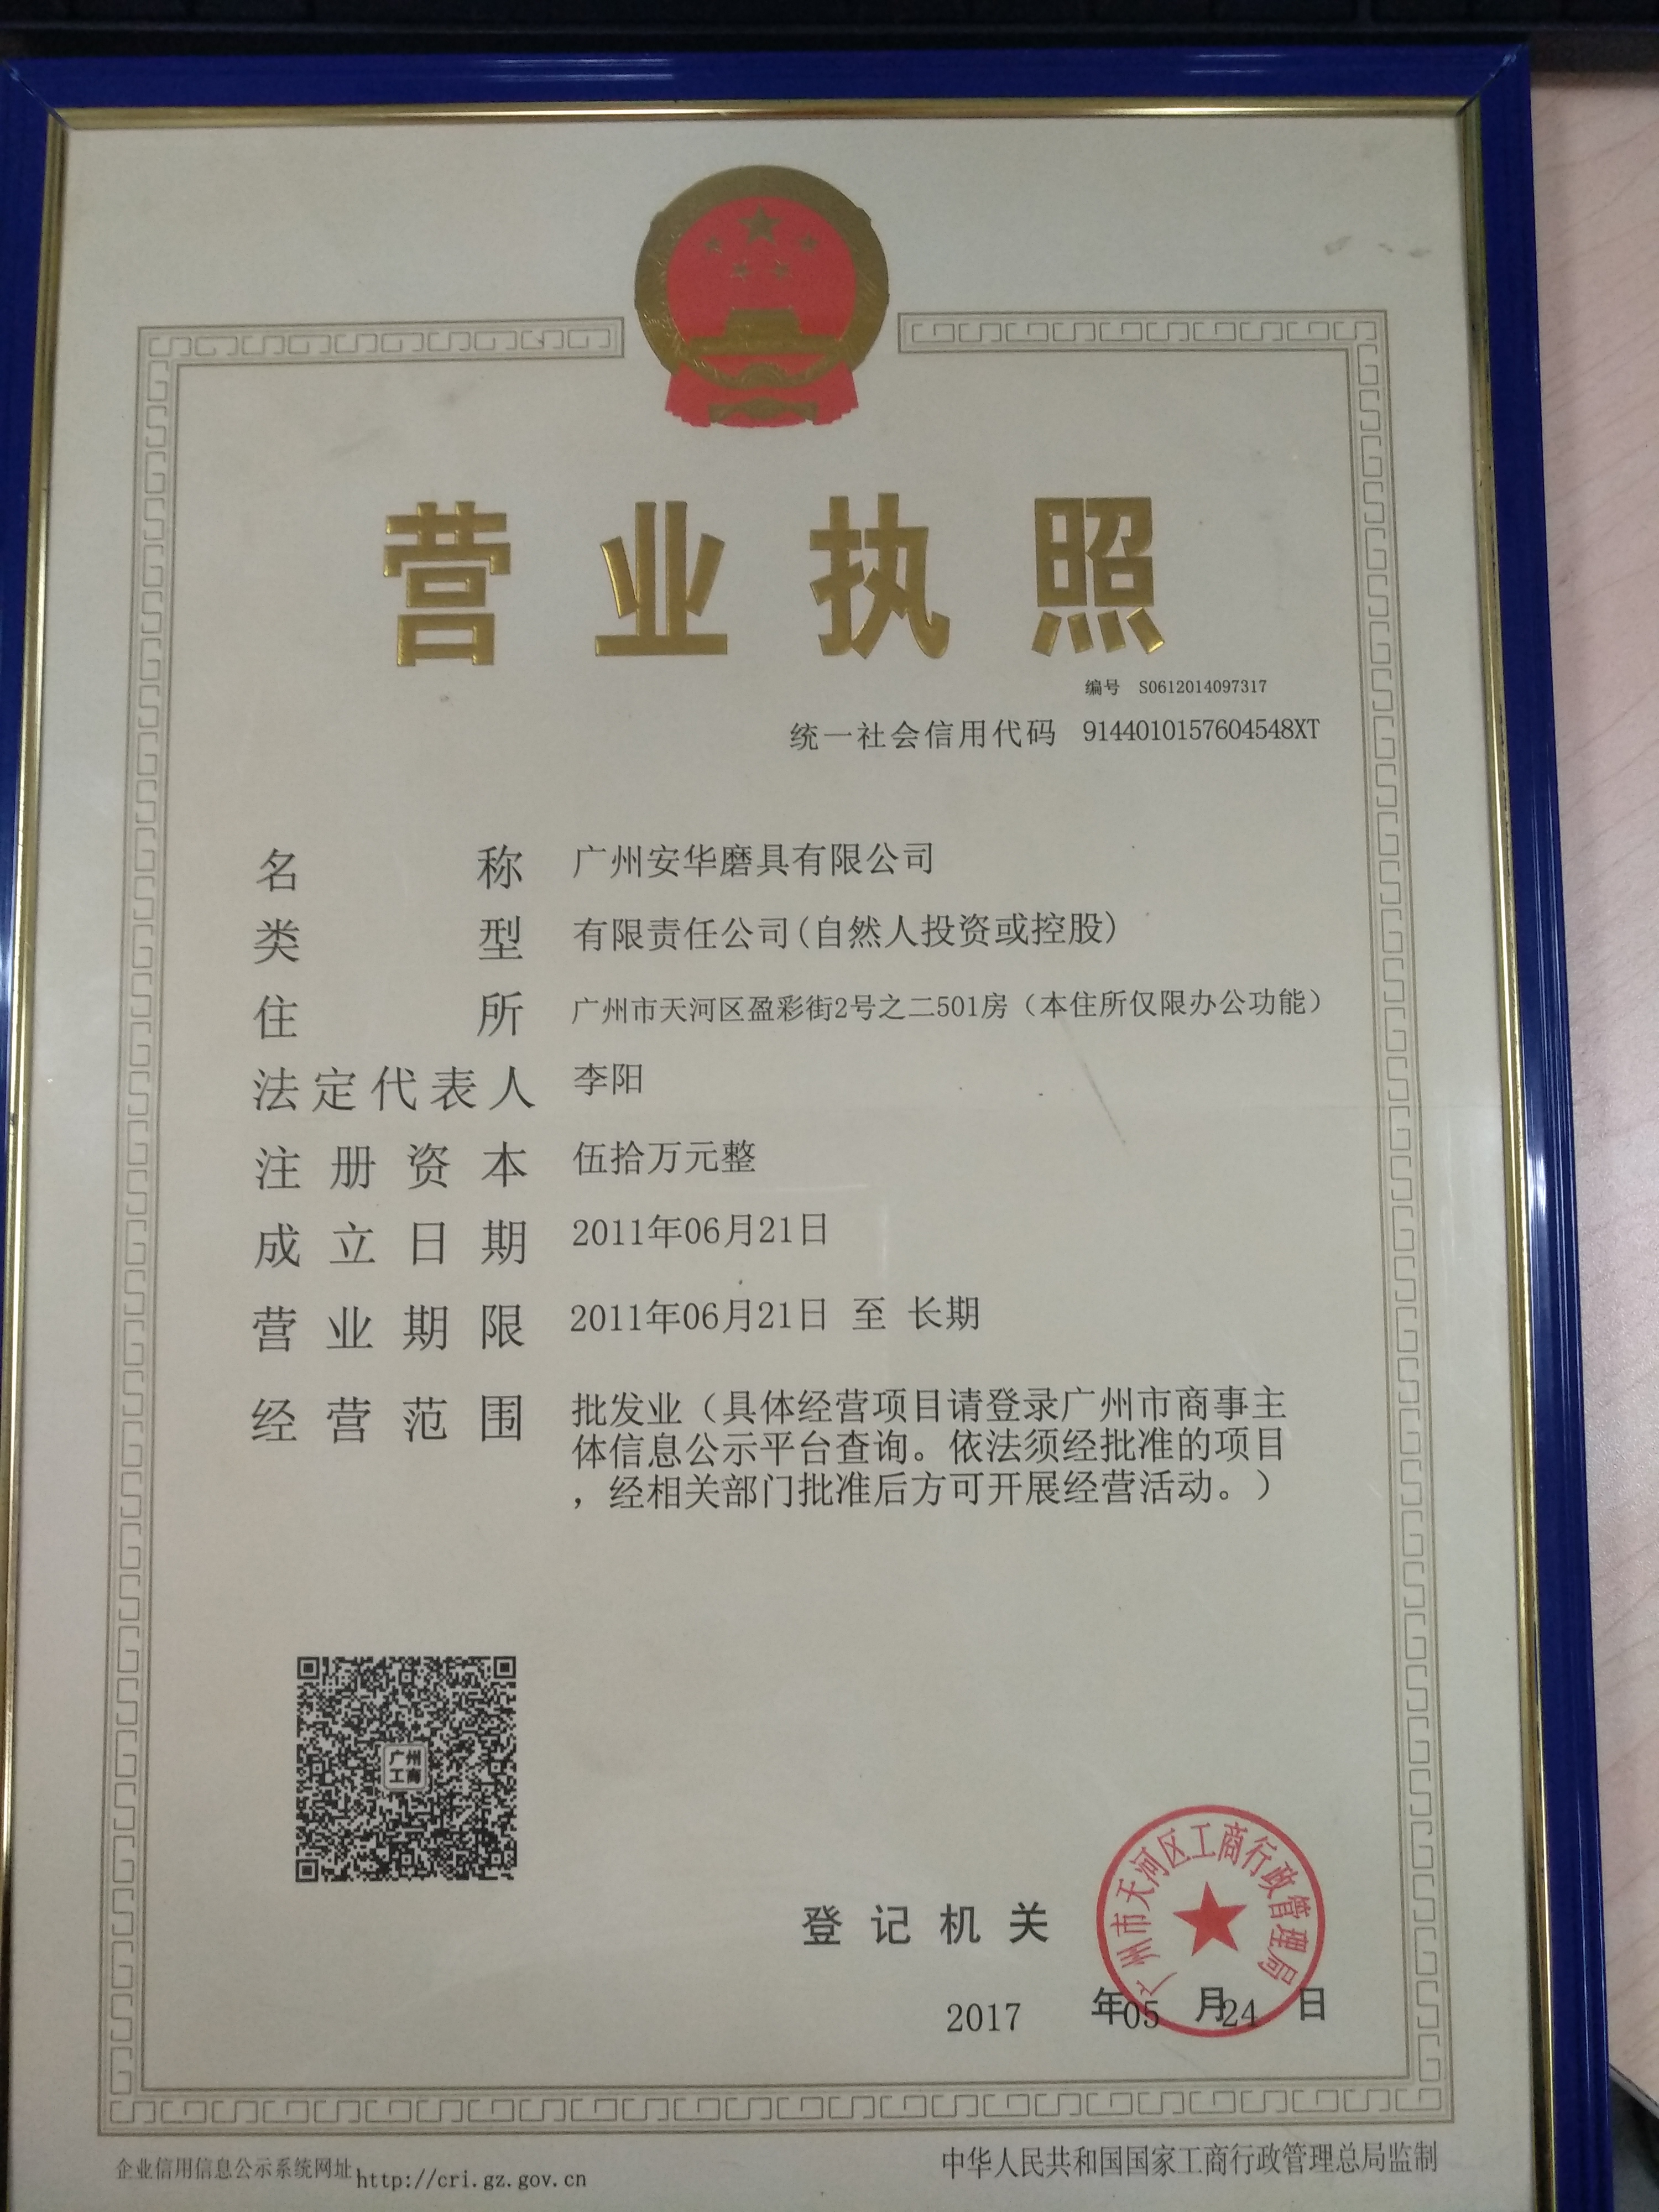 营业执照
编号 S0612014097317
统一社会信用代码 9144010157604548XT
名称 广州安华磨具有限公司
类型 有限责任公司(自然人投资或控股)
住所 广州市天河区盈彩街2号之二501房（本住所仅限办公功能）
法定代表人 李阳
注册资本 伍拾万元整
成立日期 2011年06月21日
营业期限 2011年06月21日 至 长期
经营范围 批发业（具体经营项目请登录广州市商事主
体信息公示平台查询。依法须经批准的项目
，经相关部门批准后方可开展经营活动。）
广州
工商
广州市天河区工商行政管理局
登记机关
2017 年05 月24 日
企业信用信息公示系统网址 http://cri.gz.gov.cn
中华人民共和国国家工商行政管理总局监制